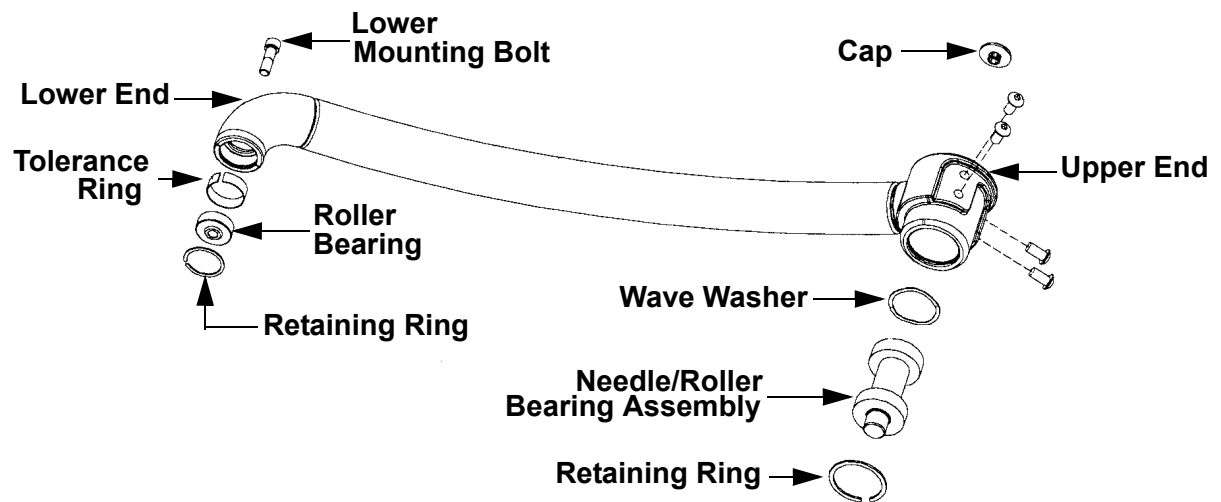 Lower
Mounting Bolt
Cap
Lower End
Tolerance
Ring
Upper End
Roller
Bearing
Wave Washer
Retaining Ring
Needle/Roller
Bearing Assembly
Retaining Ring